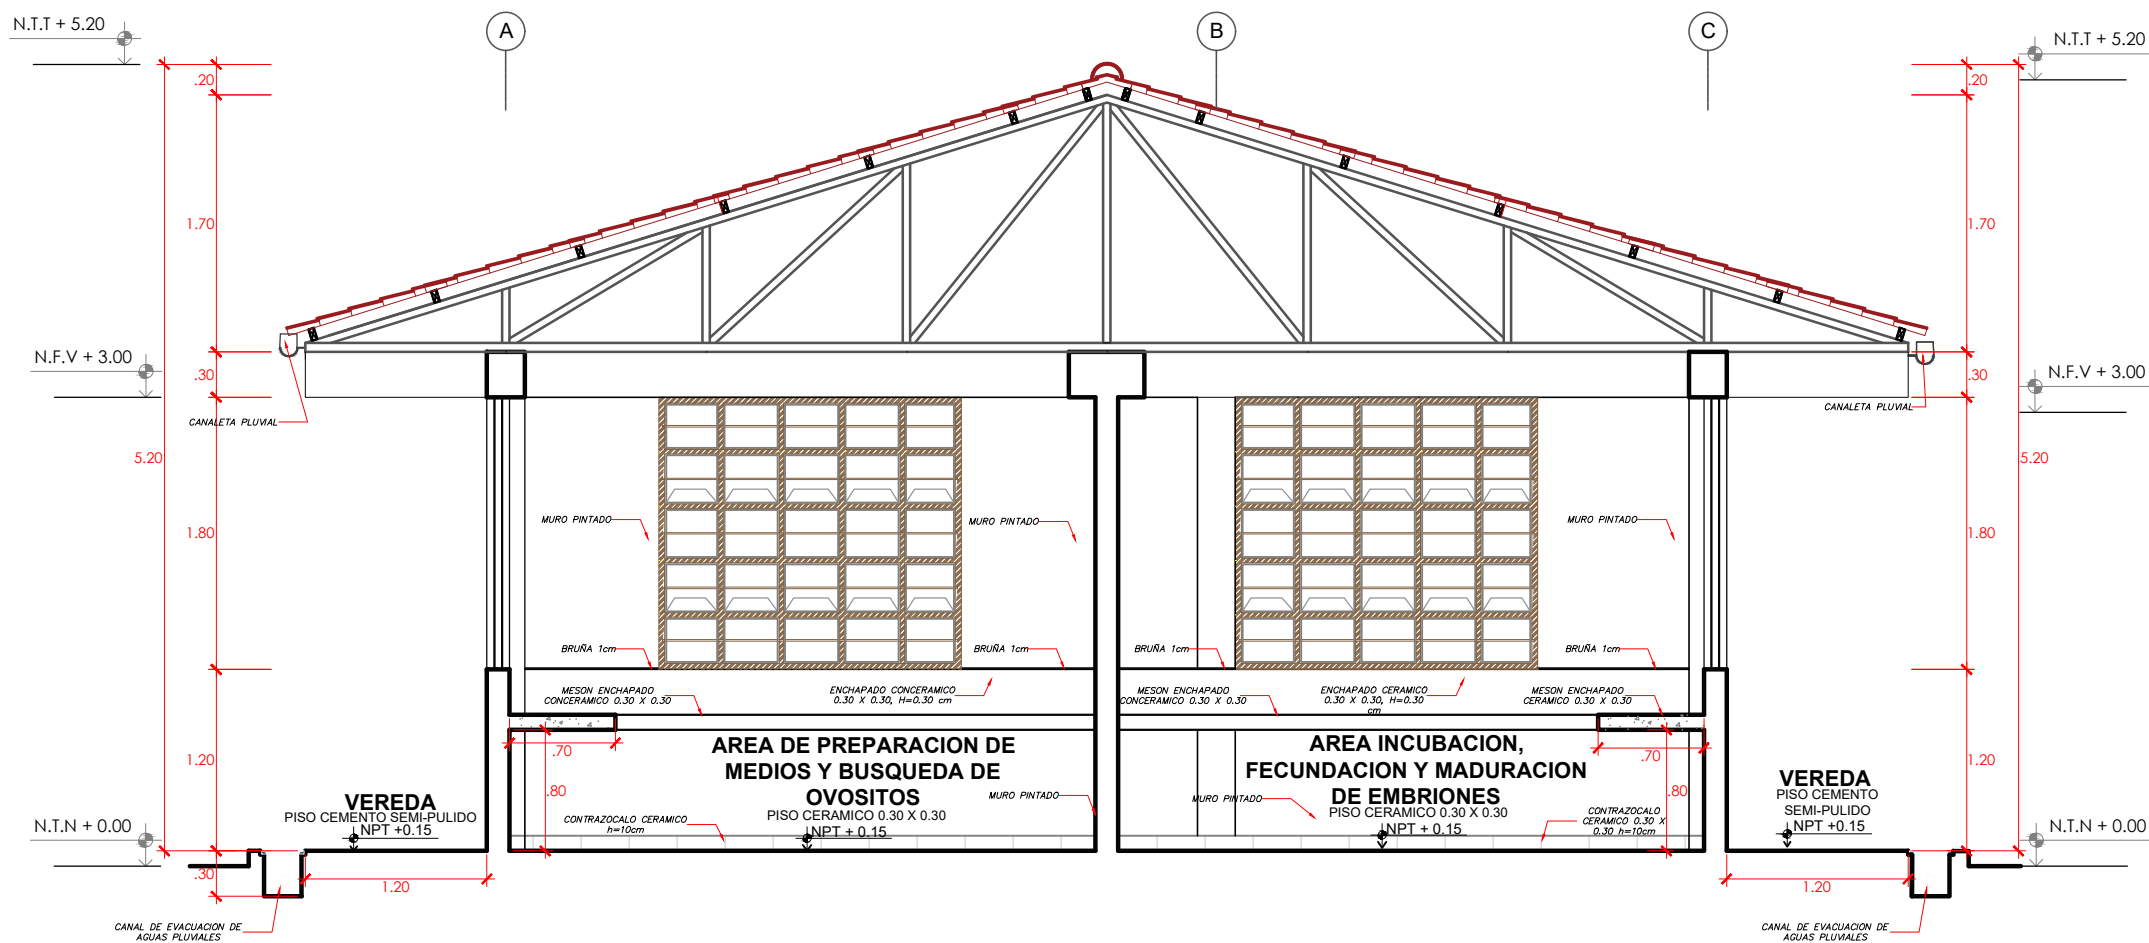 N.T.T + 5.20
A
B
C
N.T.T + 5.20
.20
.20
1.70
1.70
N.F.V + 3.00
.30
N.F.V + 3.00
.30
CANALETA PLUVIAL
CANALETA PLUVIAL
5.20
5.20
1.80
1.80
MURO PINTADO
MURO PINTADO
MURO PINTADO
BRUÑA 1cm
BRUÑA 1cm
BRUÑA 1cm
BRUÑA 1cm
MESON ENCHAPADO
CONCERAMICO 0.30 X 0.30
ENCHAPADO CONCERAMICO
0.30 X 0.30, H=0.30 cm
MESON ENCHAPADO
CONCERAMICO 0.30 X 0.30
ENCHAPADO CERAMICO
0.30 X 0.30, H=0.30
cm
MESON ENCHAPADO
CERAMICO 0.30 X 0.30
.70
.70
1.20
1.20
.80
.80
AREA DE PREPARACION DE
MEDIOS Y BUSQUEDA DE
OVOSITOS
PISO CERAMICO 0.30 X 0.30
NPT + 0.15
AREA INCUBACION,
FECUNDACION Y MADURACION
DE EMBRIONES
PISO CERAMICO 0.30 X 0.30
NPT + 0.15
MURO PINTADO
MURO PINTADO
CONTRAZOCALO CERAMICO
h=10cm
CONTRAZOCALO
CERAMICO 0.30 X
0.30 h=10cm
VEREDA
PISO CEMENTO SEMI-PULIDO
NPT +0.15
VEREDA
PISO CEMENTO
SEMI-PULIDO
NPT +0.15
N.T.N + 0.00
N.T.N + 0.00
.30
1.20
1.20
CANAL DE EVACUACION DE
AGUAS PLUVIALES
CANAL DE EVACUACION DE
AGUAS PLUVIALES